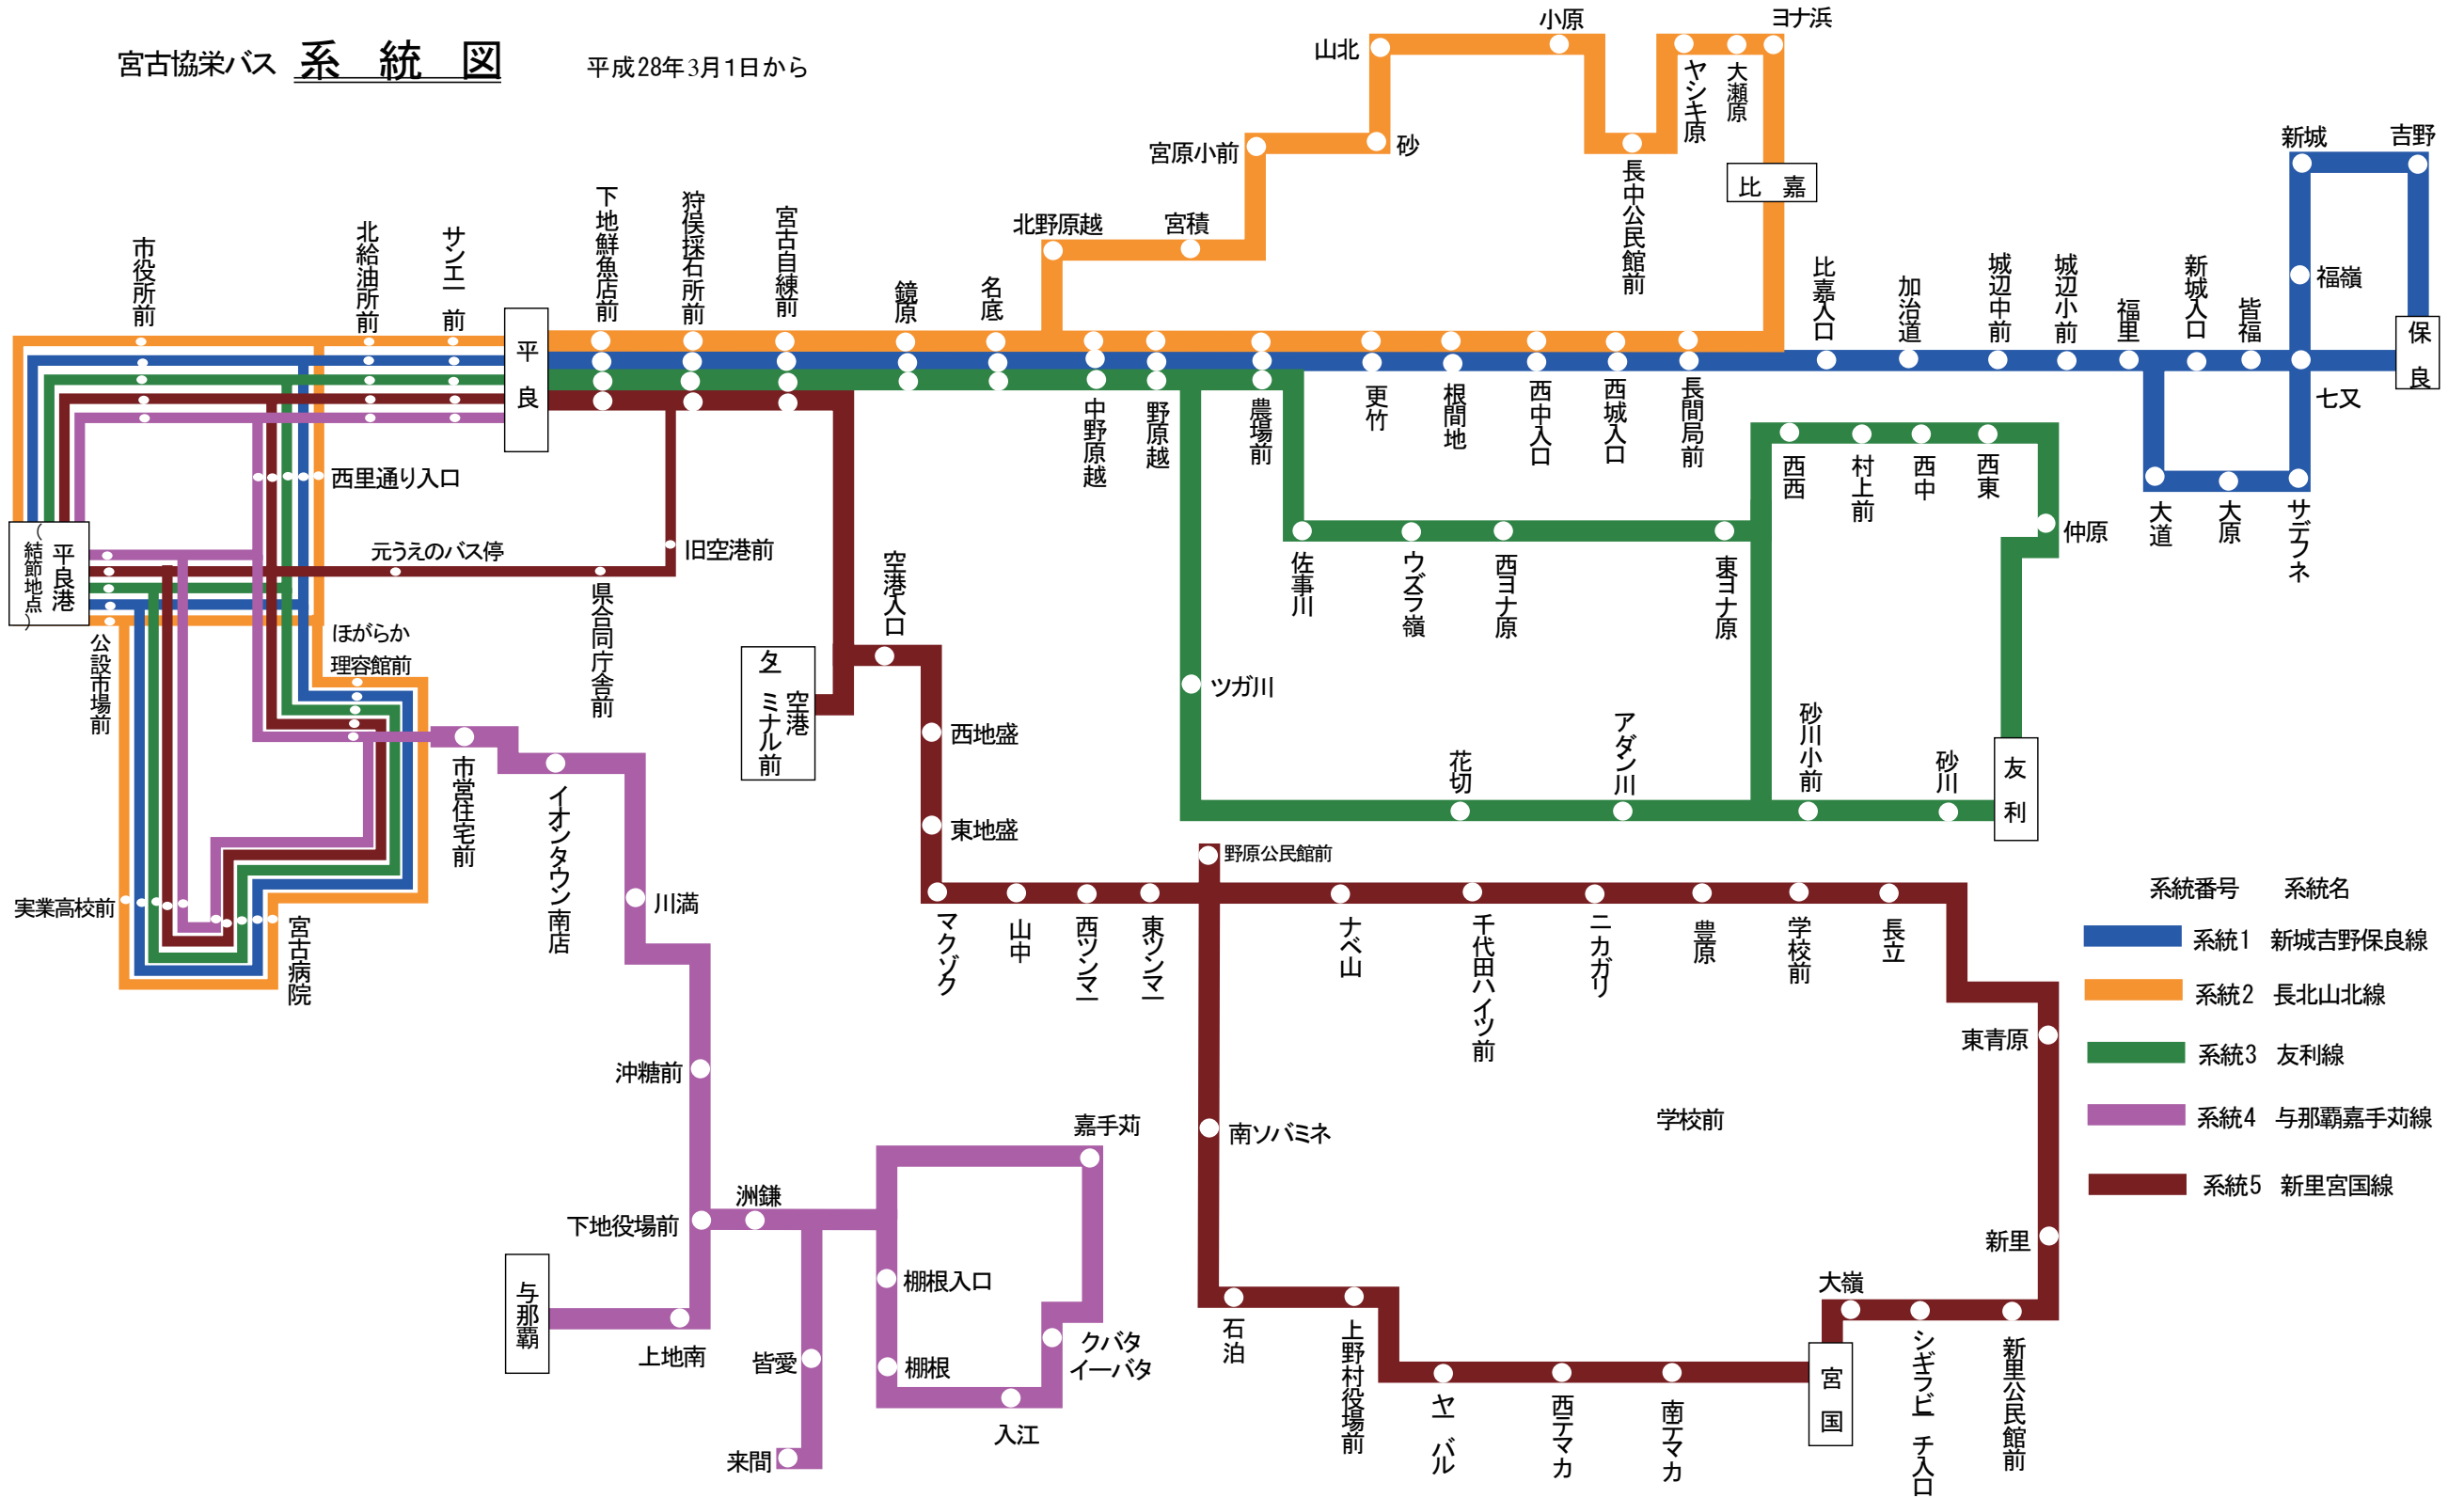 宮古協栄バス 系 統 図 平成28年3月1日から
ヨナ浜
小原
山北
ヤシキ原
大瀬原
砂
宮原小前
長中公民館前
比 嘉
新城
吉野
北野原越
宮積
福嶺
市役所前
北給油所前
サンエー前
平 良
下地鮮魚店前
狩俣採石所前
宮古自練前
鏡原
名底
比嘉入口
加治道
城辺中前
城辺小前
福里
新城入口
皆福
保 良
七又
中野原越
野原越
農場前
更竹
根間地
西中入口
西城入口
長間局前
西里通り入口
西西
村上前
西中
西東
仲原
大道
大原
サデフネ
平良港
(結節地点)
元うえのバス停
旧空港前
県合同庁舎前
空港入口
佐事川
ウズラ嶺
西ヨナ原
東ヨナ原
公設市場前
ほがらか
理容館前
空港
ターミナル前
西地盛
東地盛
ツガ川
花切
アダン川
砂川小前
砂川
友 利
市営住宅前
イオンタウン南店
川満
実業高校前
宮古病院
野原公民館前
マクゾク
山中
西ツンマー
東ツンマー
ナベ山
千代田ハイツ前
ニカガリ
豊原
学校前
長立
系統番号 系統名
系統1 新城吉野保良線
系統2 長北山北線
系統3 友利線
系統4 与那覇嘉手苅線
系統5 新里宮国線
東青原
沖糖前
嘉手苅
南ソバミネ
学校前
洲鎌
下地役場前
新里
与那覇
棚根入口
大嶺
上地南
皆愛
棚根
クバタ
イーバタ
石泊
上野村役場前
ヤーバル
西テマカ
南テマカ
宮 国
シギラビーチ入口
新里公民館前
入江
来間